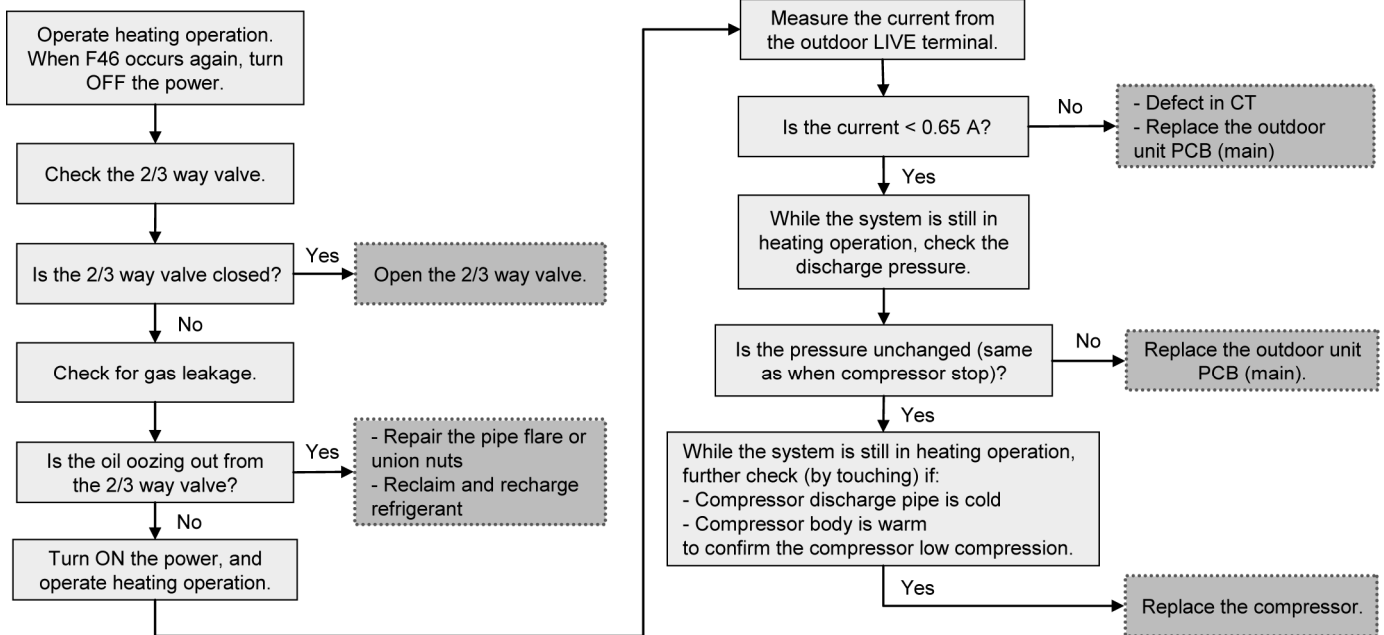 Operate heating operation.
When F46 occurs again, turn
OFF the power.
Check the 2/3 way valve.
Is the 2/3 way valve closed?
Yes
Open the 2/3 way valve.
No
Check for gas leakage.
Is the oil oozing out from
the 2/3 way valve?
Yes
- Repair the pipe flare or
union nuts
- Reclaim and recharge
refrigerant
No
Turn ON the power, and
operate heating operation.
Measure the current from
the outdoor LIVE terminal.
Is the current < 0.65 A?
No
- Defect in CT
- Replace the outdoor
unit PCB (main)
Yes
While the system is still in
heating operation, check the
discharge pressure.
Is the pressure unchanged (same
as when compressor stop)?
No
Replace the outdoor unit
PCB (main).
Yes
While the system is still in heating operation,
further check (by touching) if:
- Compressor discharge pipe is cold
- Compressor body is warm
to confirm the compressor low compression.
Yes
Replace the compressor.